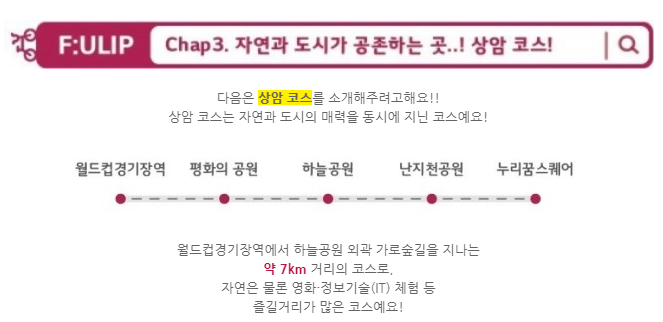 F:ULIP Chap3. 자연과 도시가 공존하는 곳..! 상암 코스!
다음은 상암 코스를 소개해주려고해요!!
상암 코스는 자연과 도시의 매력을 동시에 지닌 코스예요!
월드컵경기장역 평화의 공원 하늘공원 난지천공원 누리꿈스퀘어
월드컵경기장역에서 하늘공원 외곽 가로숲길을 지나는
약 7km 거리의 코스로,
자연은 물론 영화·정보기술(IT) 체험 등
즐길거리가 많은 코스예요!